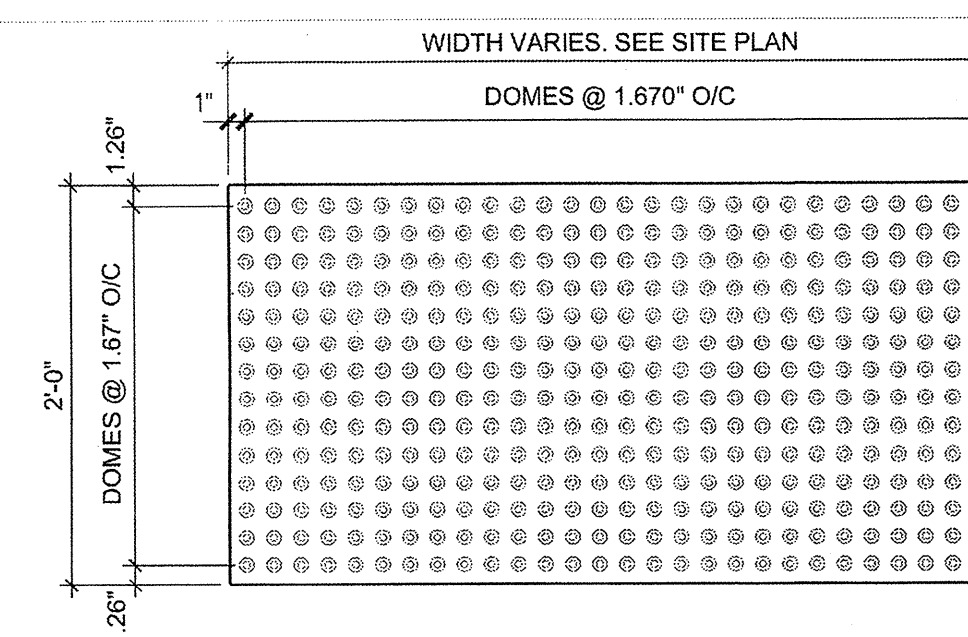 WIDTH VARIES. SEE SITE PLAN
1"
DOMES @ 1.670" O/C
1.26"
DOMES @ 1.67" O/C
2'-0"
.26"